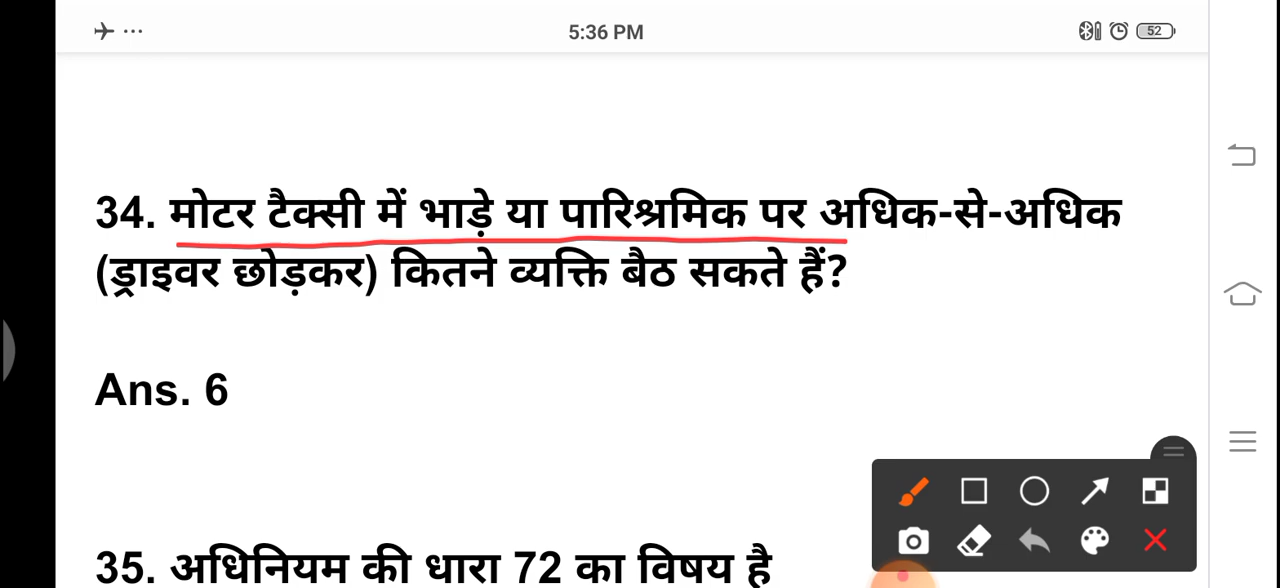 5:36 PM
52
34. मोटर टैक्सी में भाड़े या पारिश्रमिक पर अधिक-से-अधिक
(ड्राइवर छोड़कर) कितने व्यक्ति बैठ सकते हैं?
Ans. 6
35. अधिनियम की धारा 72 का विषय है